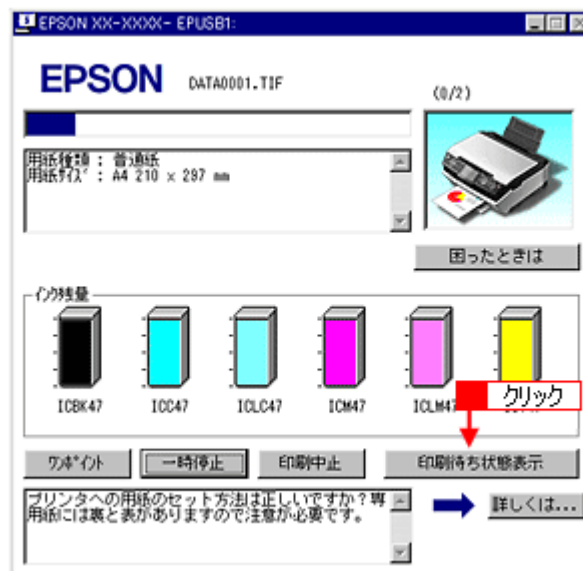 EPSON XX-XXXX- EPUSB1:
EPSON
DATA0001.TIF
(0/2)
用紙種類 : 普通紙
用紙ｻｲｽﾞ : A4 210 x 297 mm
困ったときは
ｲﾝｸ残量
ICBK47
ICC47
ICLC47
ICM47
ICLM47
クリック
ﾜﾝﾎﾟｲﾝﾄ
一時停止
印刷中止
印刷待ち状態表示
プリンタへの用紙のセット方法は正しいですか？専
用紙には裏と表がありますので注意が必要です。
詳しくは...